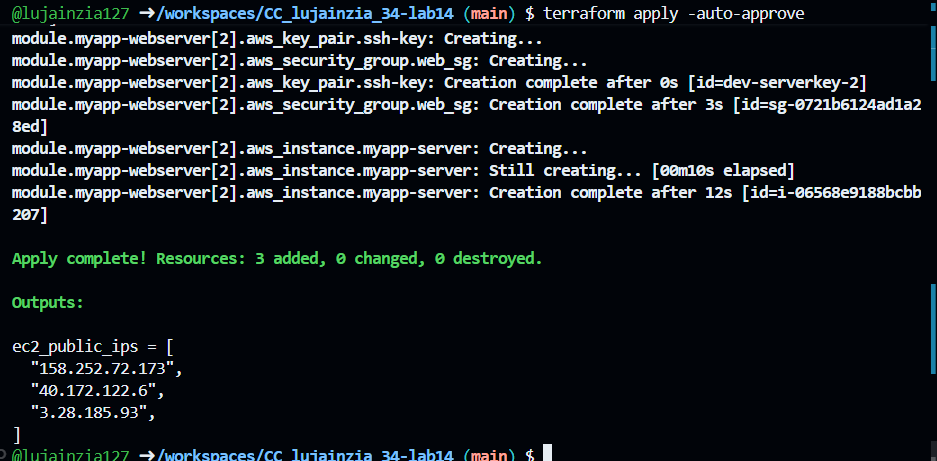 @lujainzia127 ➜/workspaces/CC_lujainzia_34-lab14 (main) $ terraform apply -auto-approve
module.myapp-webserver[2].aws_key_pair.ssh-key: Creating...
module.myapp-webserver[2].aws_security_group.web_sg: Creating...
module.myapp-webserver[2].aws_key_pair.ssh-key: Creation complete after 0s [id=dev-serverkey-2]
module.myapp-webserver[2].aws_security_group.web_sg: Creation complete after 3s [id=sg-0721b6124ad1a2
8ed]
module.myapp-webserver[2].aws_instance.myapp-server: Creating...
module.myapp-webserver[2].aws_instance.myapp-server: Still creating... [00m10s elapsed]
module.myapp-webserver[2].aws_instance.myapp-server: Creation complete after 12s [id=i-06568e9188bcbb
207]
Apply complete! Resources: 3 added, 0 changed, 0 destroyed.
Outputs:
ec2_public_ips = [
"158.252.72.173",
"40.172.122.6",
"3.28.185.93",
]
@lujainzia127 ➜/workspaces/CC_lujainzia_34-lab14 (main) $